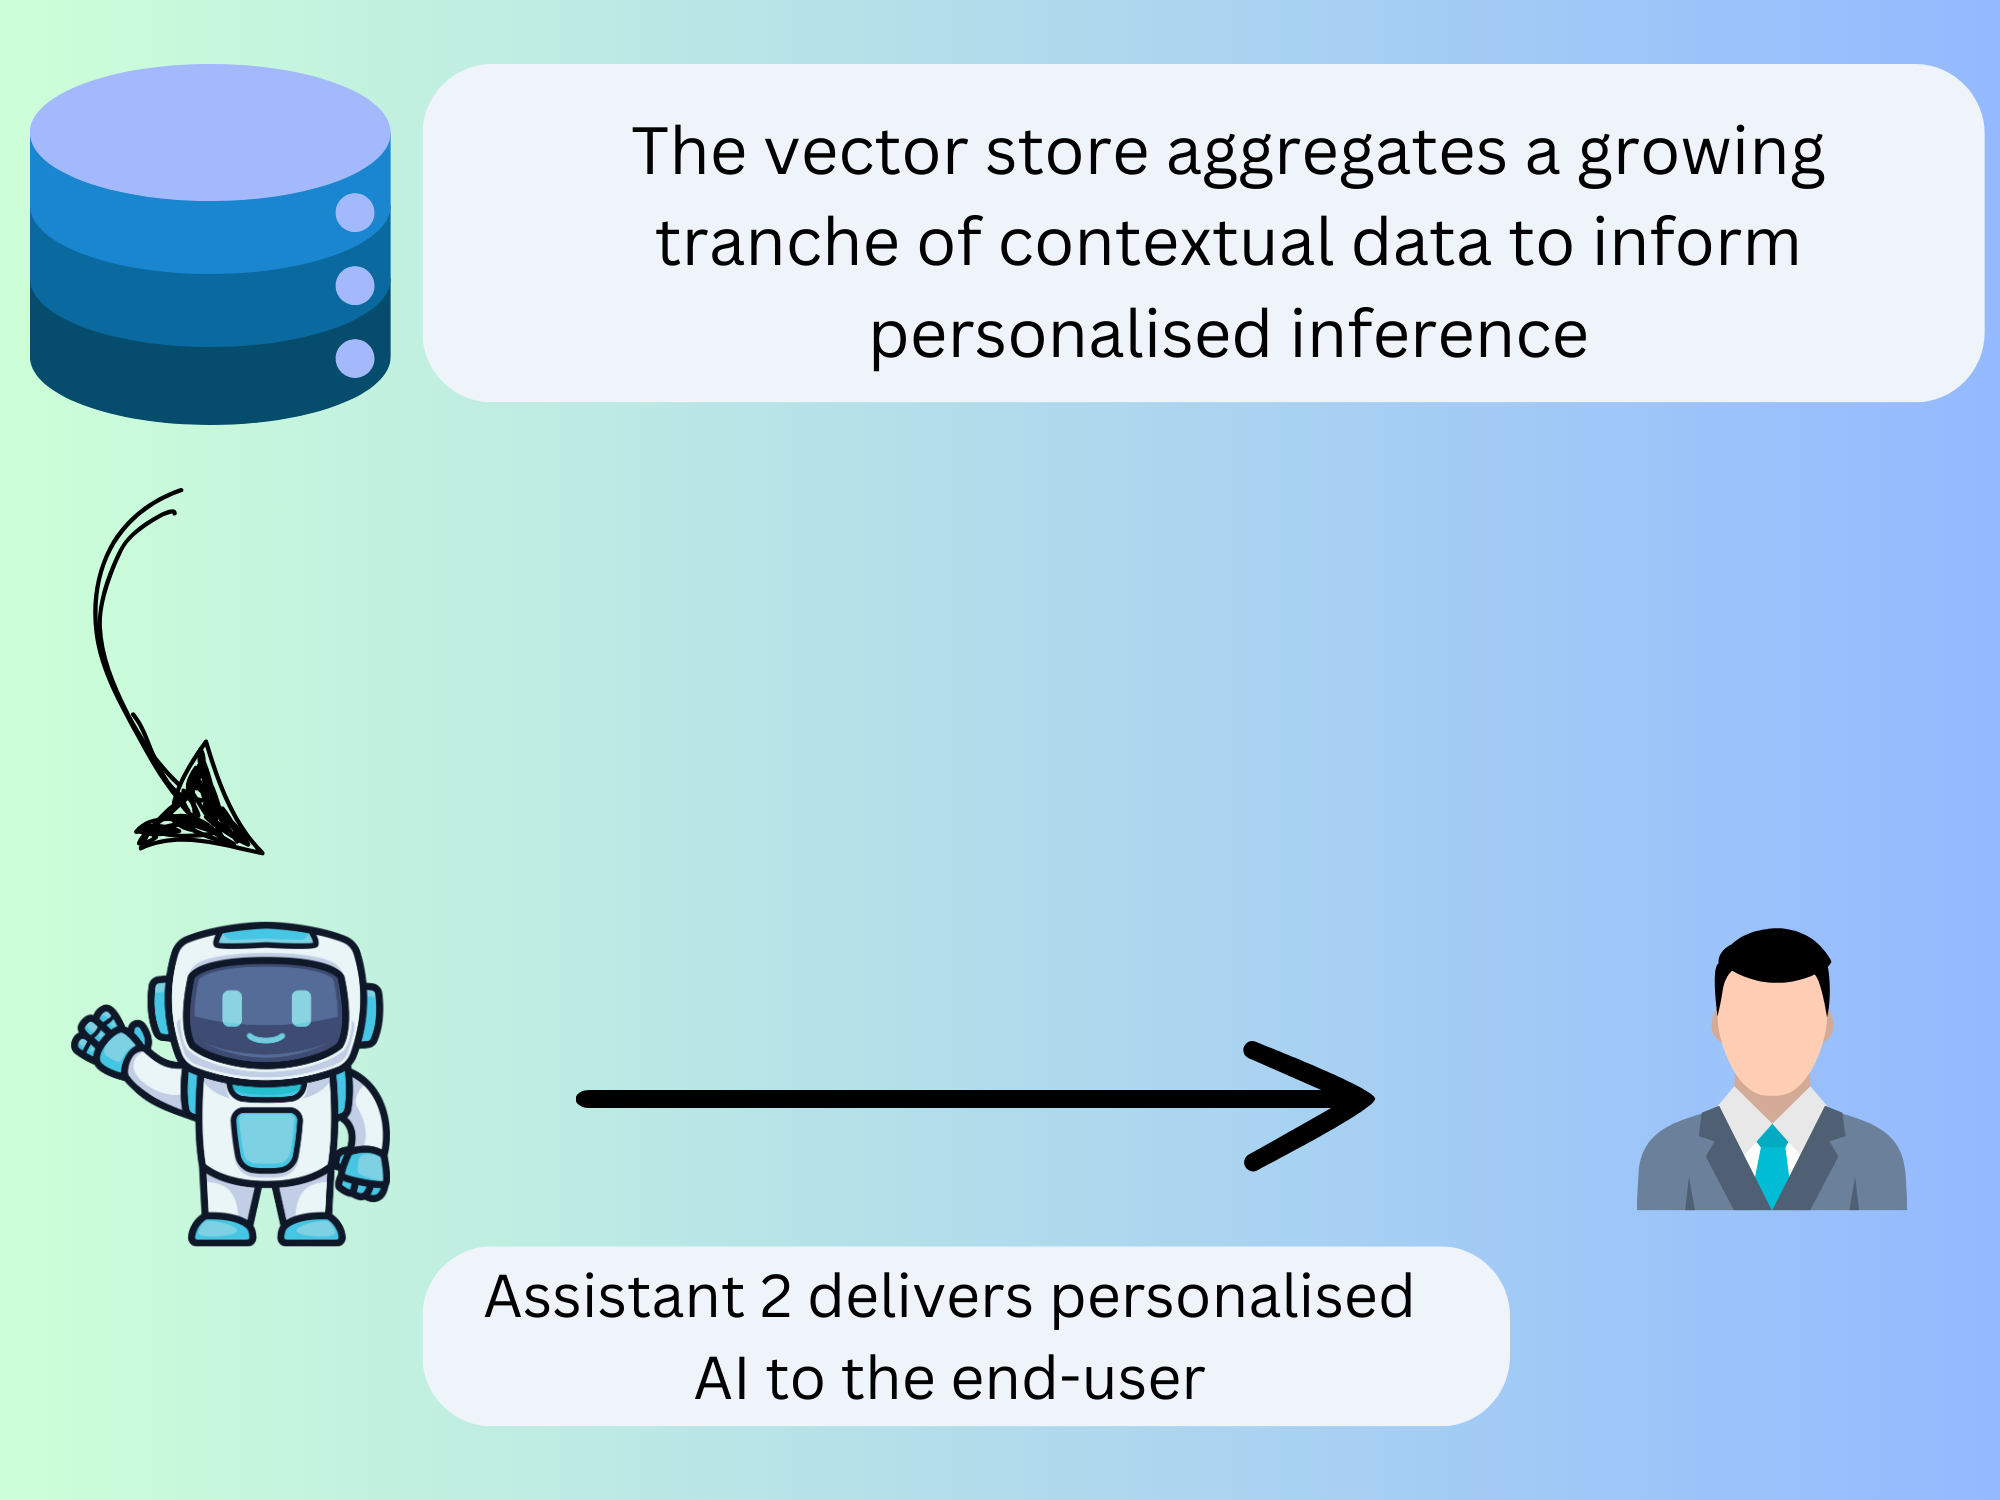 The vector store aggregates a growing
tranche of contextual data to inform
personalised inference
Assistant 2 delivers personalised
AI to the end-user